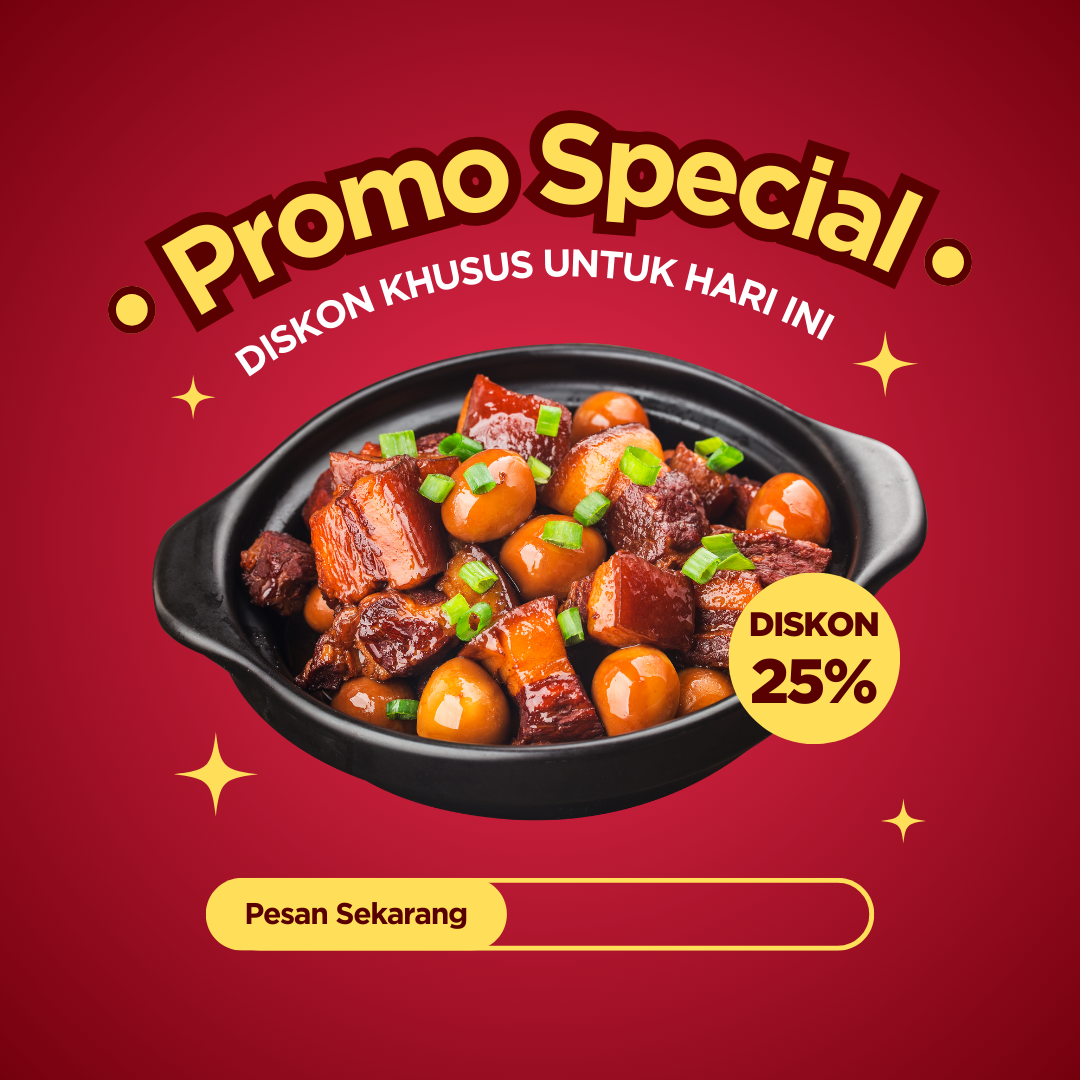 Promo Special
DISKON KHUSUS UNTUK HARI INI
DISKON
25%
Pesan Sekarang